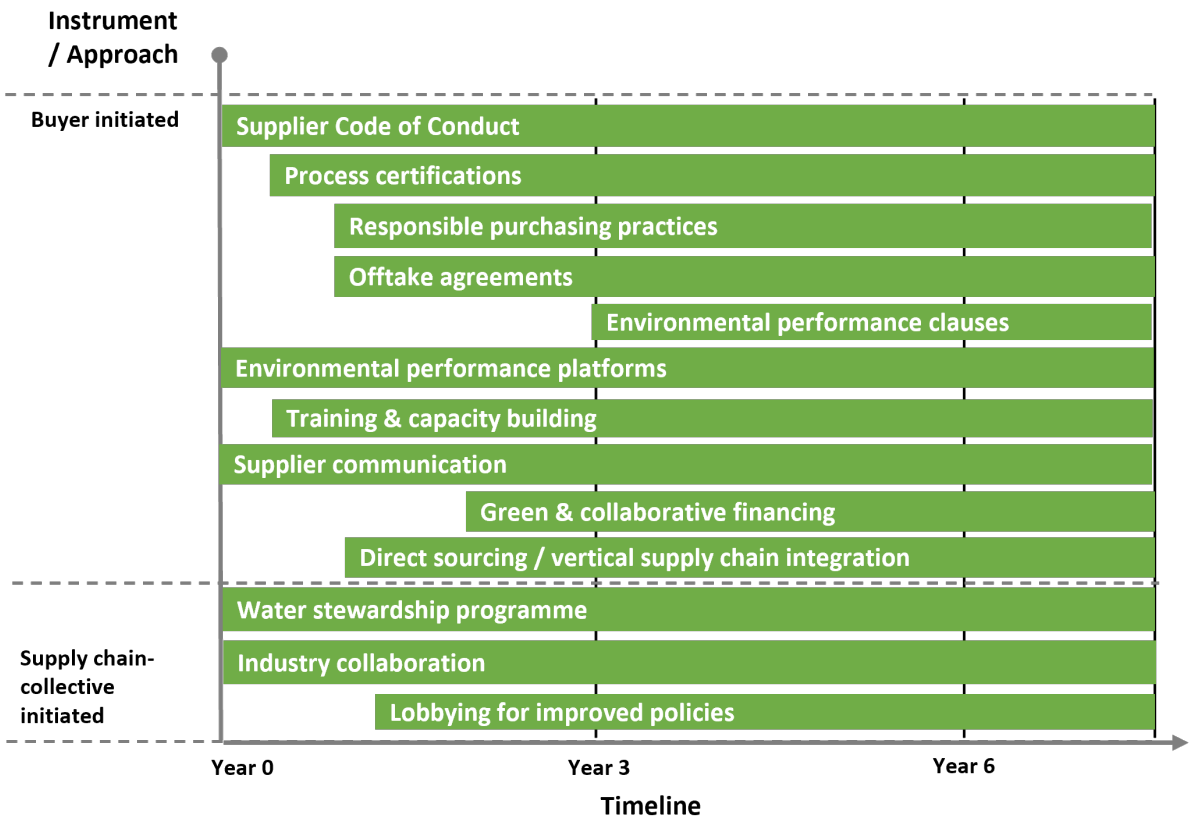 Instrument
/ Approach
Buyer initiated
Supplier Code of Conduct
Process certifications
Responsible purchasing practices
Offtake agreements
Environmental performance clauses
Environmental performance platforms
Training & capacity building
Supplier communication
Green & collaborative financing
Direct sourcing / vertical supply chain integration
Water stewardship programme
Supply chain-
collective
initiated
Industry collaboration
Lobbying for improved policies
Year 0
Year 3
Year 6
Timeline